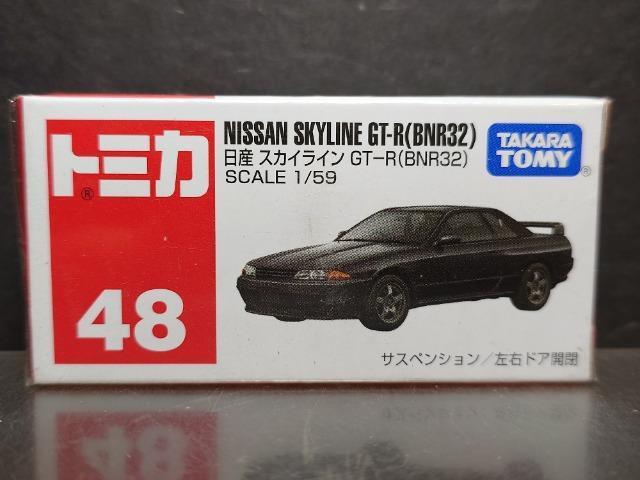 トミカ
®
48
NISSAN SKYLINE GT-R(BNR32)
日産 スカイライン GT-R(BNR32)
SCALE 1/59
TAKARA
TOMY
®
サスペンション/左右ドア開閉